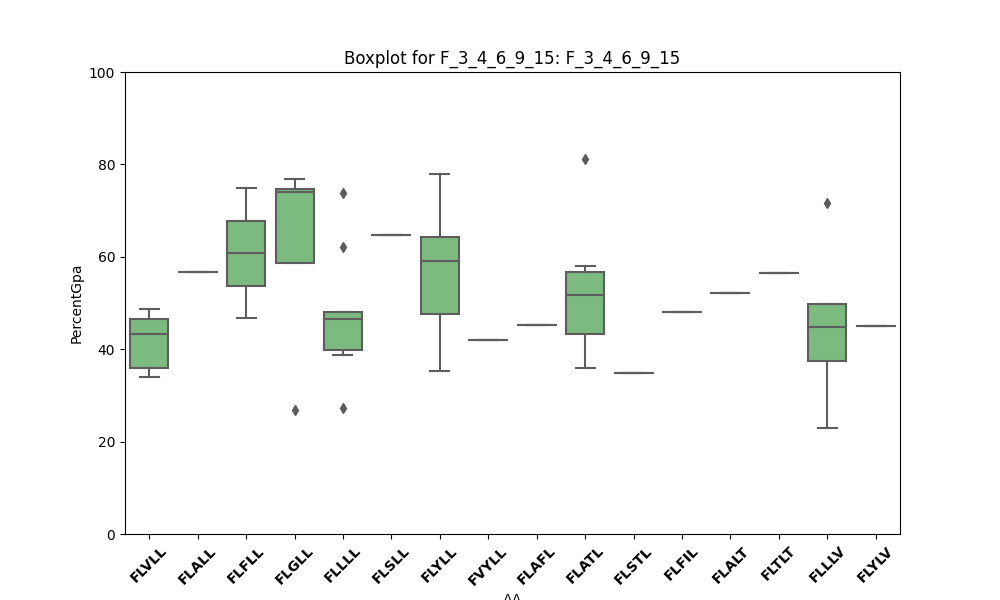 Boxplot for F_3_4_6_9_15: F_3_4_6_9_15
PercentGpa
100
80
60
40
20
0
FLVLL
FLALL
FLFLL
FLGLL
FLLLL
FLSLL
FLYLL
FVYLL
FLAFL
FLATL
FLSTL
FLFIL
FLALT
FLTLT
FLLLV
FLYLV
AA